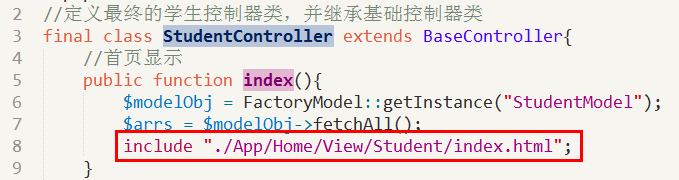 2 //定义最终的学生控制器类，并继承基础控制器类
3 final class StudentController extends BaseController{
4 //首页显示
5 public function index(){
6 $modelObj = FactoryModel::getInstance("StudentModel");
7 $arrs = $modelObj->fetchAll();
8 include "./App/Home/View/Student/index.html";
9 }